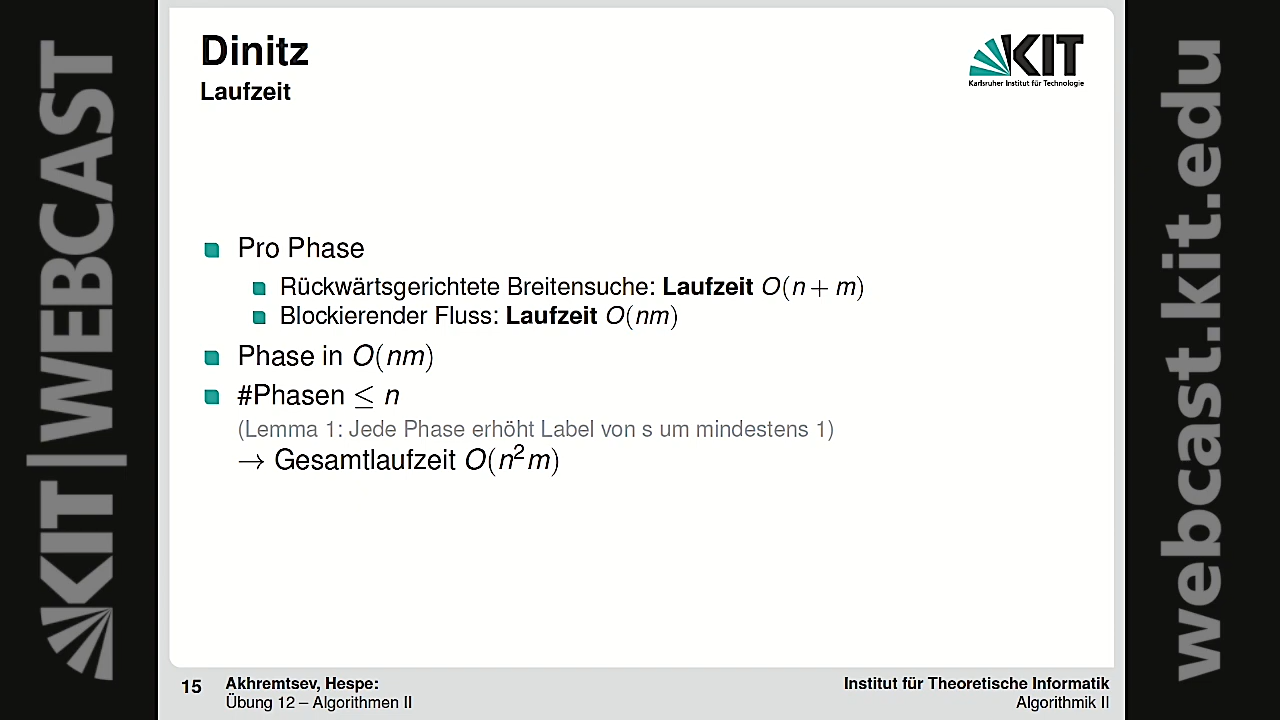 KIT | WEBCAST
Dinitz
Laufzeit
KIT
Karlsruher Institut für Technologie
Pro Phase
Rückwärtsgerichtete Breitensuche: Laufzeit O(n + m)
Blockierender Fluss: Laufzeit O(nm)
Phase in O(nm)
#Phasen ≤ n
(Lemma 1: Jede Phase erhöht Label von s um mindestens 1)
→ Gesamtlaufzeit O(n²m)
15
Akhremtsev, Hespe:
Übung 12 – Algorithmen II
Institut für Theoretische Informatik
Algorithmik II
webcast.kit.edu